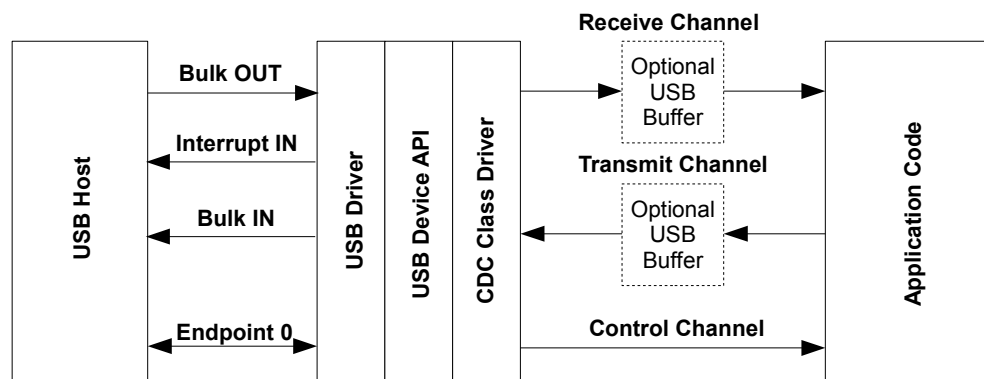 USB Host
Bulk OUT
Interrupt IN
Bulk IN
Endpoint 0
USB Driver
USB Device API
CDC Class Driver
Receive Channel
Optional
USB
Buffer
Transmit Channel
Optional
USB
Buffer
Control Channel
Application Code